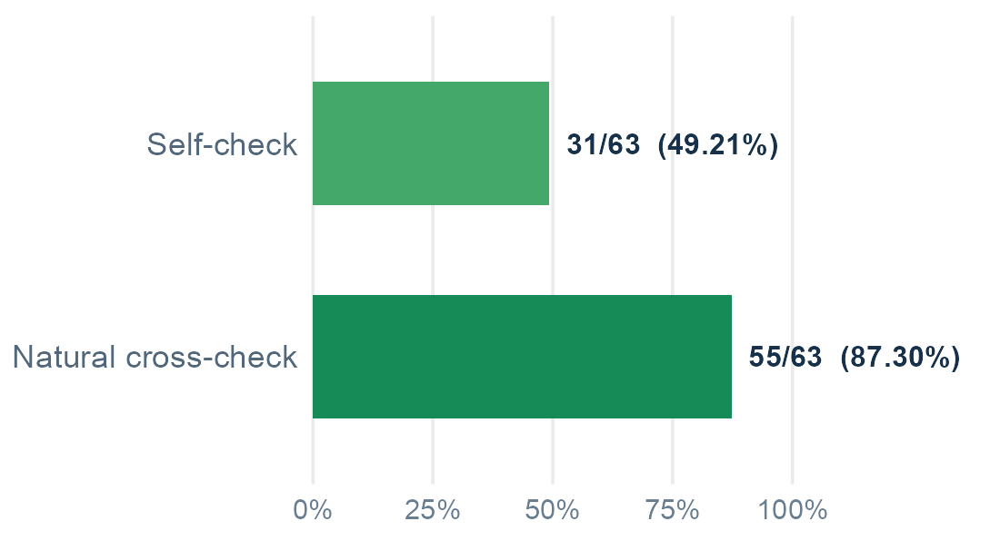 Self-check
31/63 (49.21%)
Natural cross-check
55/63 (87.30%)
0% 25% 50% 75% 100%